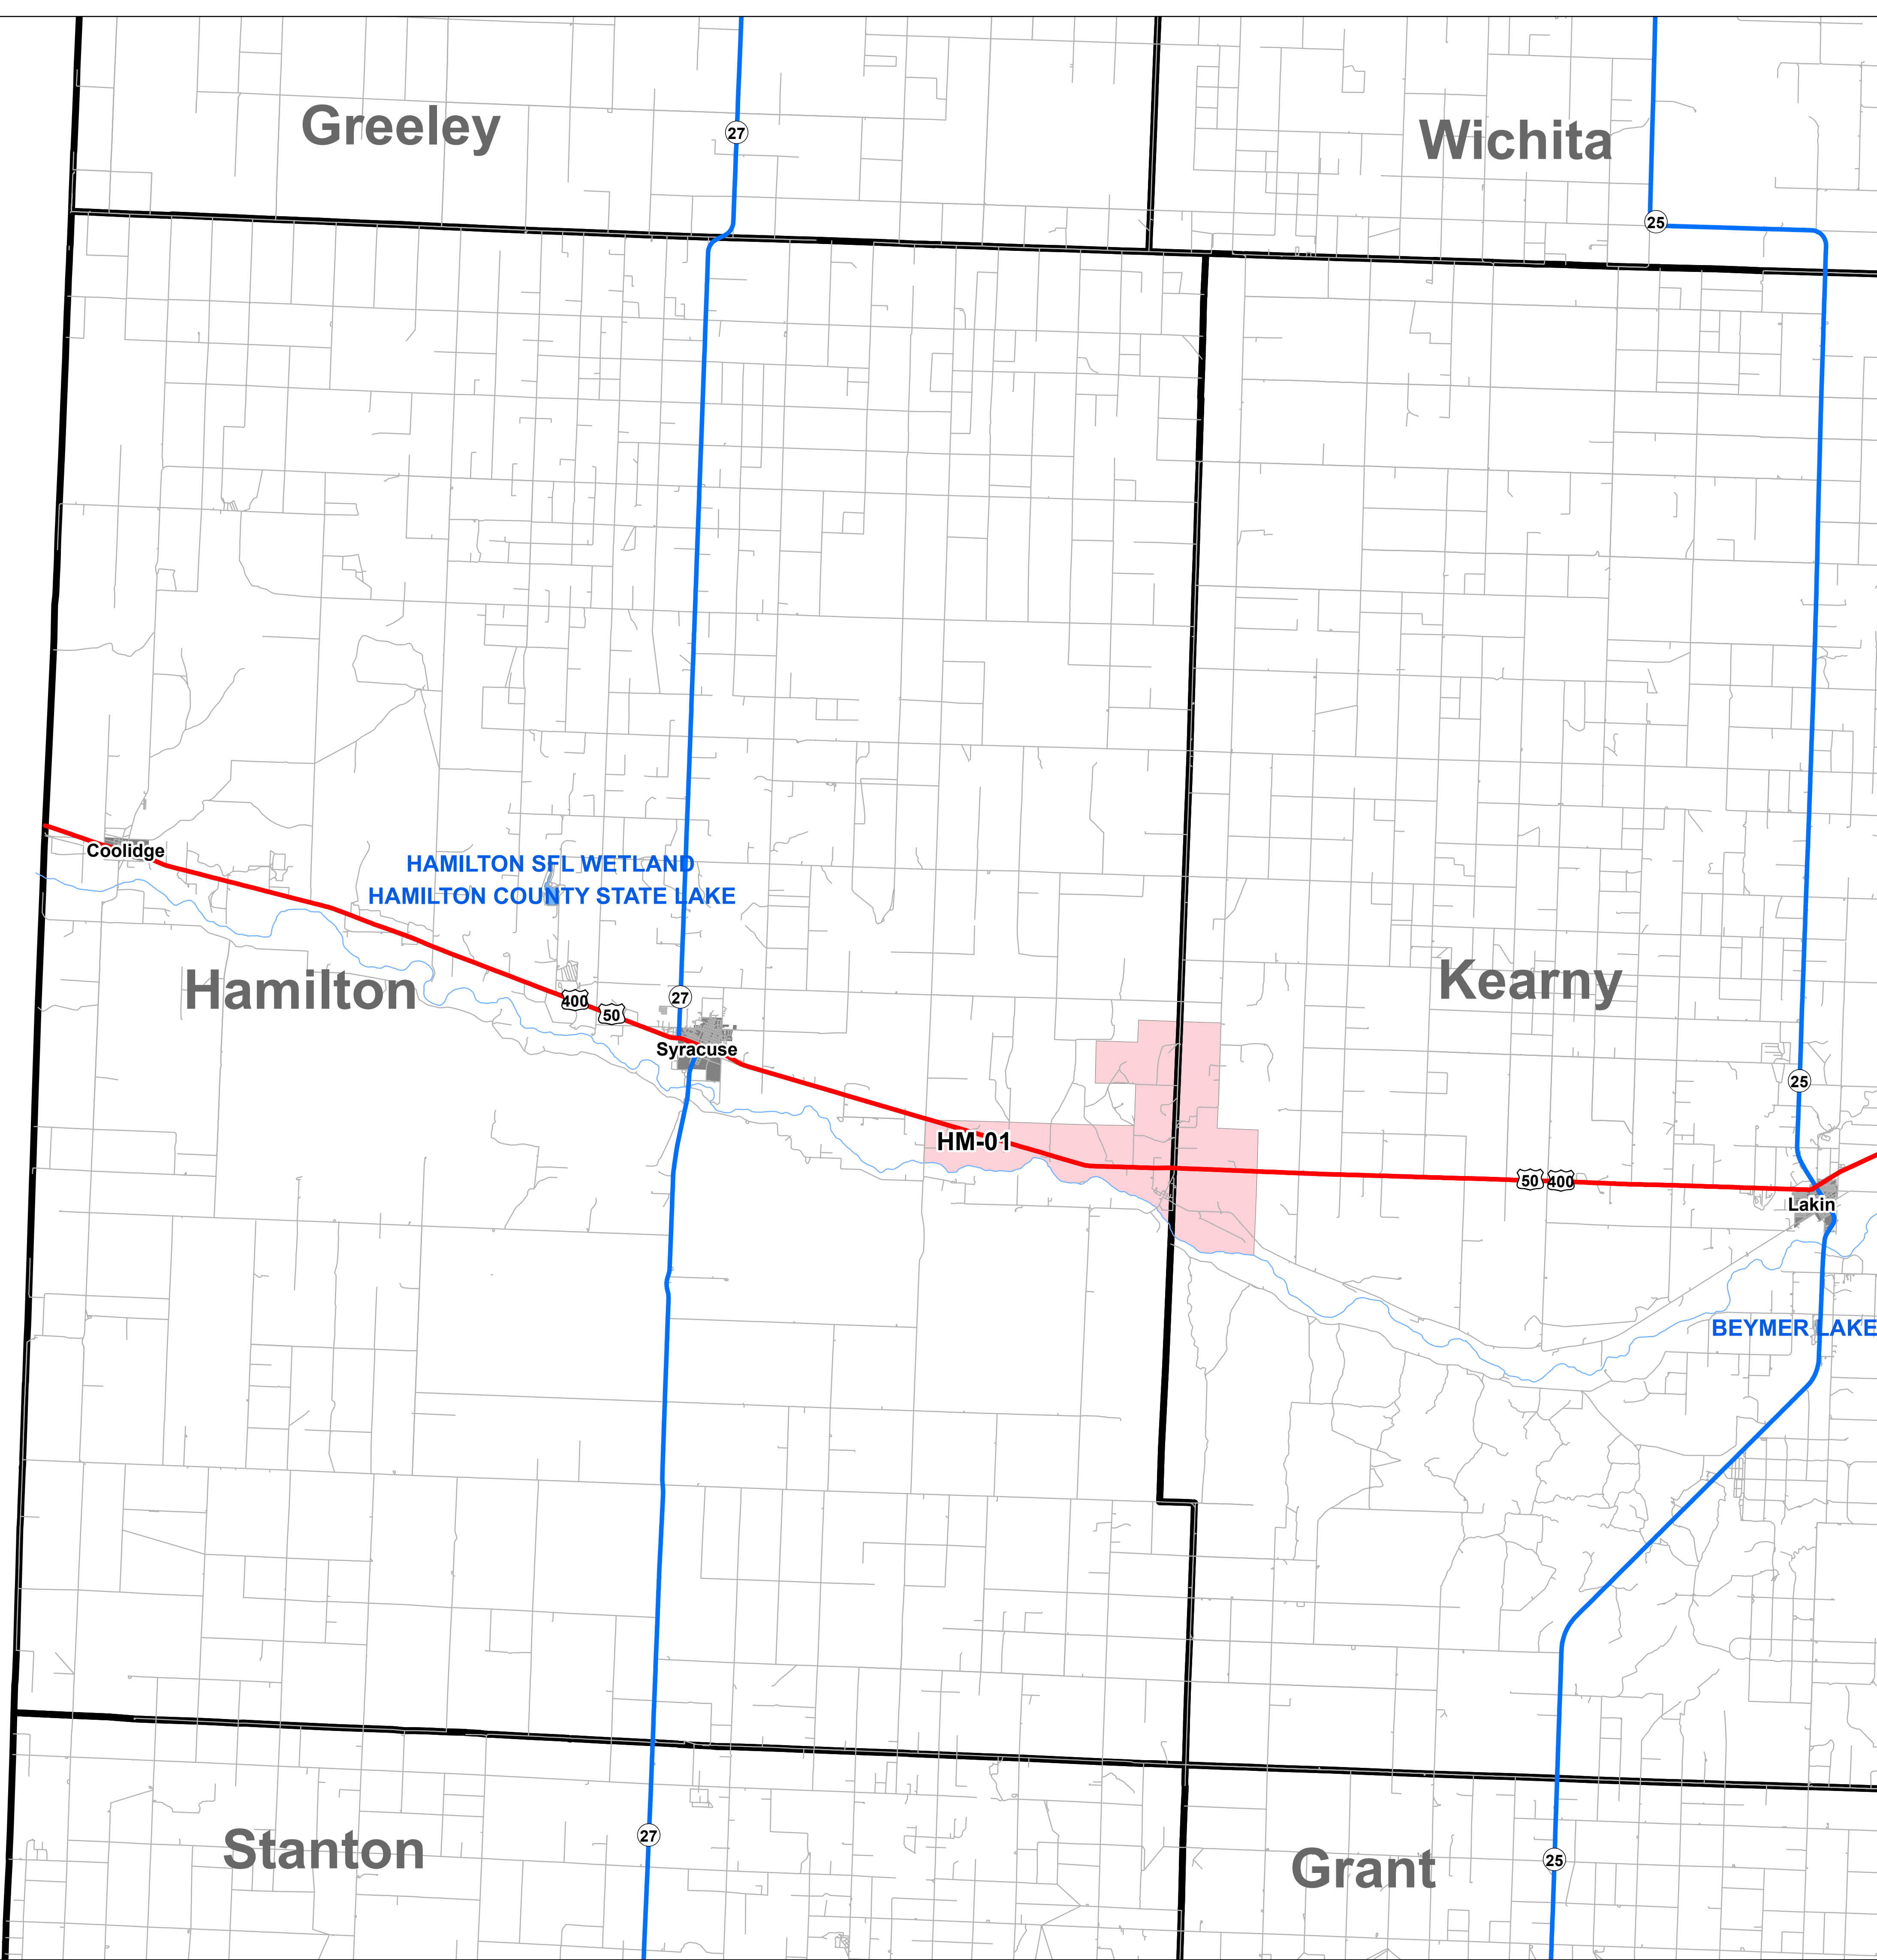 Greeley
27
Wichita
25
Coolidge
HAMILTON SFL WETLAND
HAMILTON COUNTY STATE LAKE
Hamilton
400
50
27
Syracuse
Kearny
25
HM-01
50
400
Lakin
BEYMER LAKE
Stanton
27
Grant
25